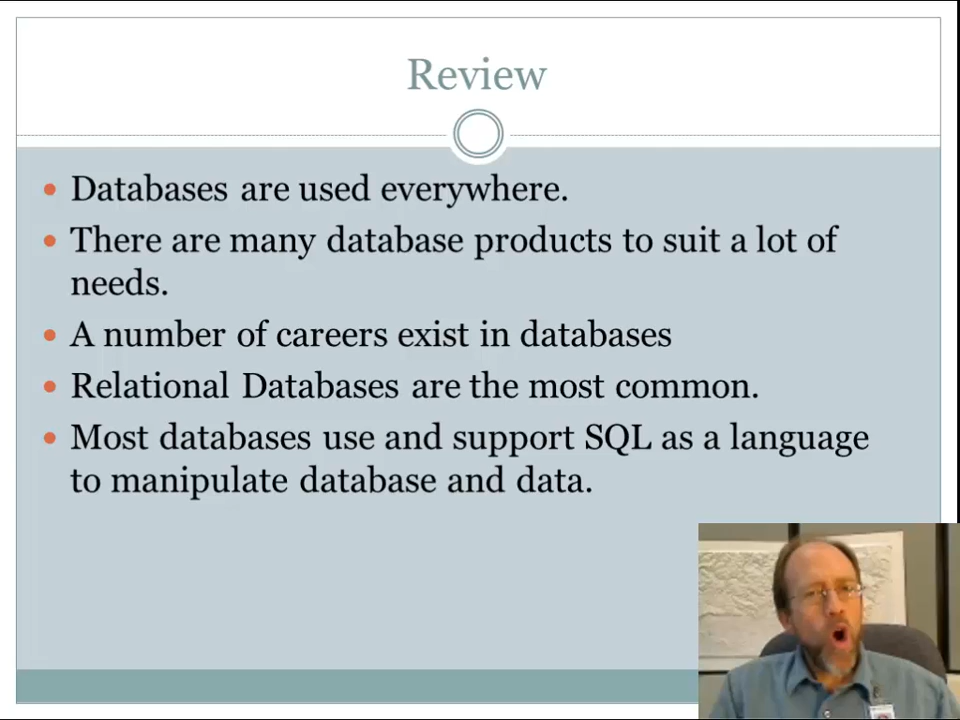 Review
Databases are used everywhere.
There are many database products to suit a lot of
needs.
A number of careers exist in databases
Relational Databases are the most common.
Most databases use and support SQL as a language
to manipulate database and data.